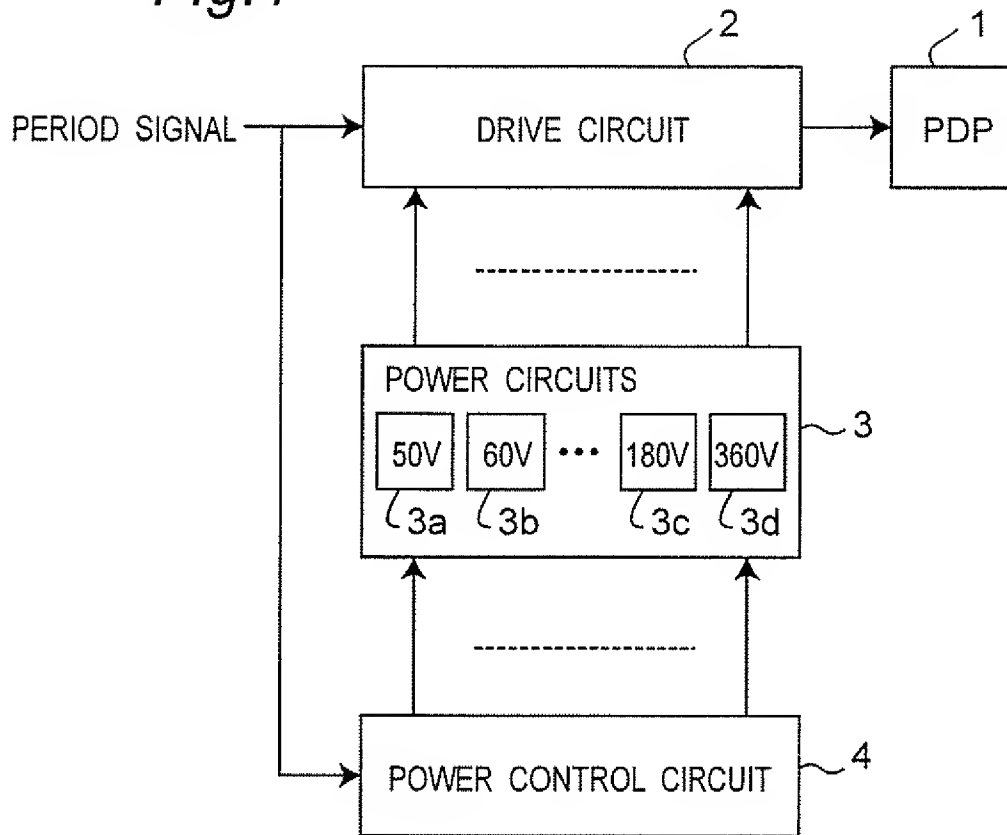 2
1
PERIOD SIGNAL
DRIVE CIRCUIT
PDP
POWER CIRCUITS
50V 60V ••• 180V 360V
3
3a 3b 3c 3d
POWER CONTROL CIRCUIT
4